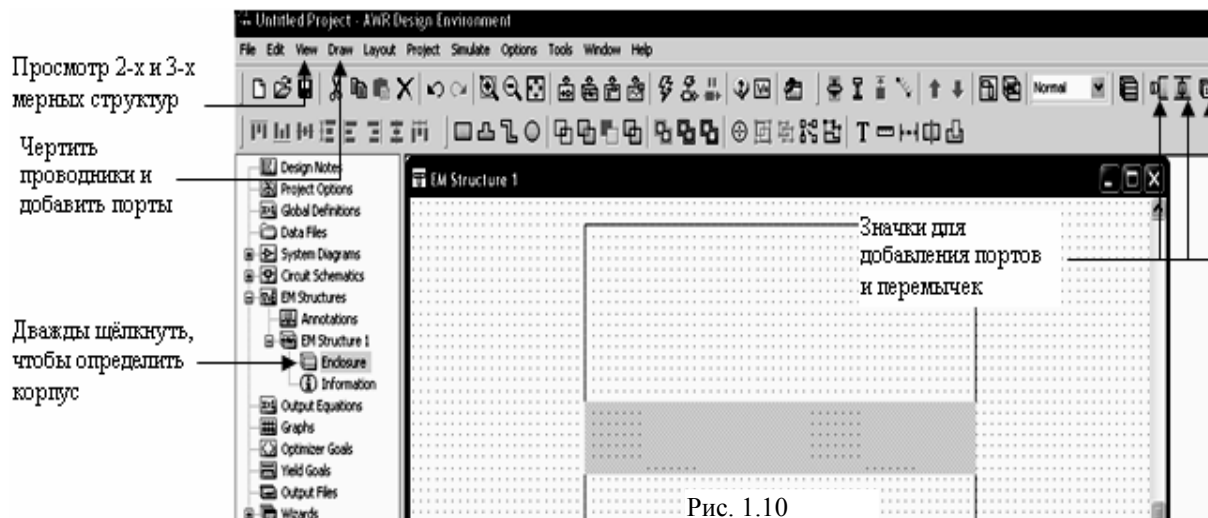 Untitled Project - AWR Design Environment
File Edit View Draw Layout Project Simulate Options Tools Window Help
Просмотр 2-х и 3-х
мерных структур
Normal
Чертить
проводники и
добавить порты
Design Notes
Project Options
Global Definitions
Data Files
System Diagrams
Circuit Schematics
EM Structures
Annotations
EM Structure 1
Enclosure
Information
Output Equations
Graphs
Optimizer Goals
Yield Goals
Output Files
Wizards
EM Structure 1
Значки для
добавления портов
и перемычек
Дважды щёлкнуть,
чтобы определить
корпус
Рис. 1.10